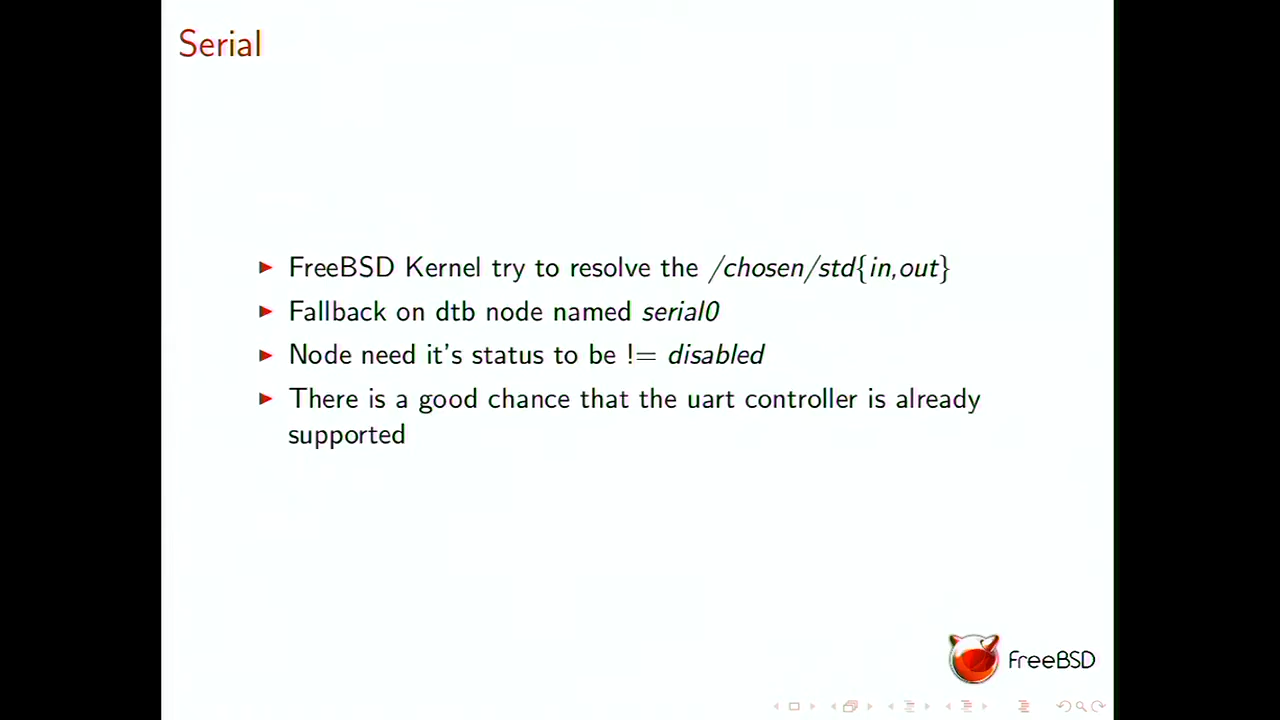 Serial
FreeBSD Kernel try to resolve the /chosen/std{in,out}
Fallback on dtb node named serial0
Node need it's status to be != disabled
There is a good chance that the uart controller is already
supported
FreeBSD